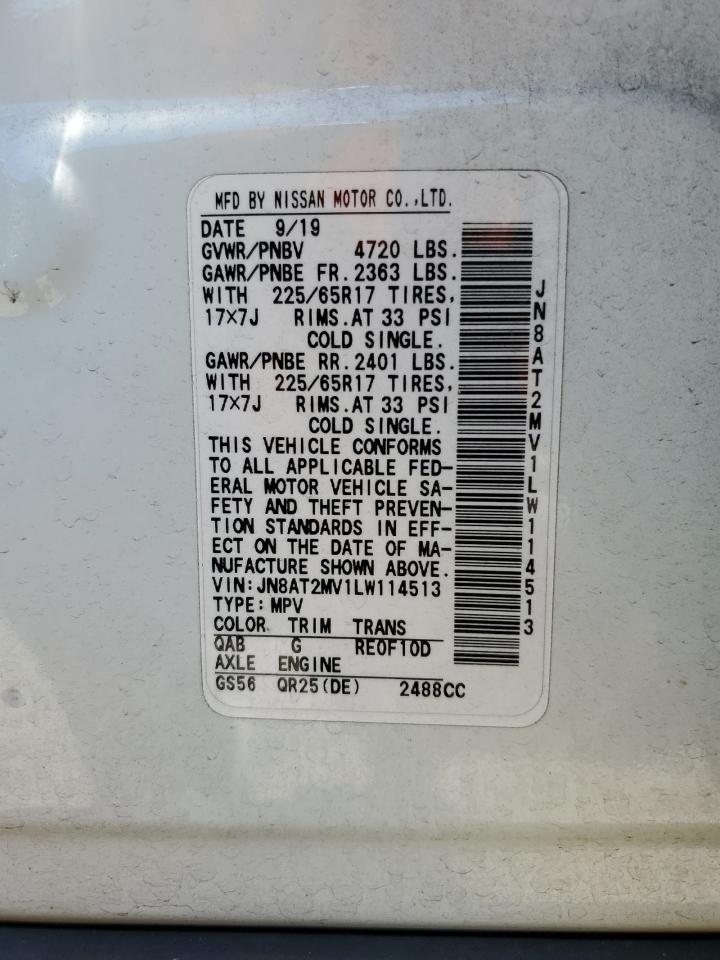 MFD BY NISSAN MOTOR CO.,LTD.
DATE 9/19
GVWR/PNBV 4720 LBS.
GAWR/PNBE FR.2363 LBS.
WITH 225/65R17 TIRES,
17×7J RIMS.AT 33 PSI
COLD SINGLE.
GAWR/PNBE RR.2401 LBS.
WITH 225/65R17 TIRES,
17×7J RIMS.AT 33 PSI
COLD SINGLE.
THIS VEHICLE CONFORMS
TO ALL APPLICABLE FED-
ERAL MOTOR VEHICLE SA-
FETY AND THEFT PREVEN-
TION STANDARDS IN EFF-
ECT ON THE DATE OF MA-
NUFACTURE SHOWN ABOVE.
VIN:JN8AT2MV1LW114513
TYPE:MPV
COLOR TRIM TRANS
QAB G RE0F10D
AXLE ENGINE
GS56 QR25(DE) 2488CC
JN8AT2MV1LW114513